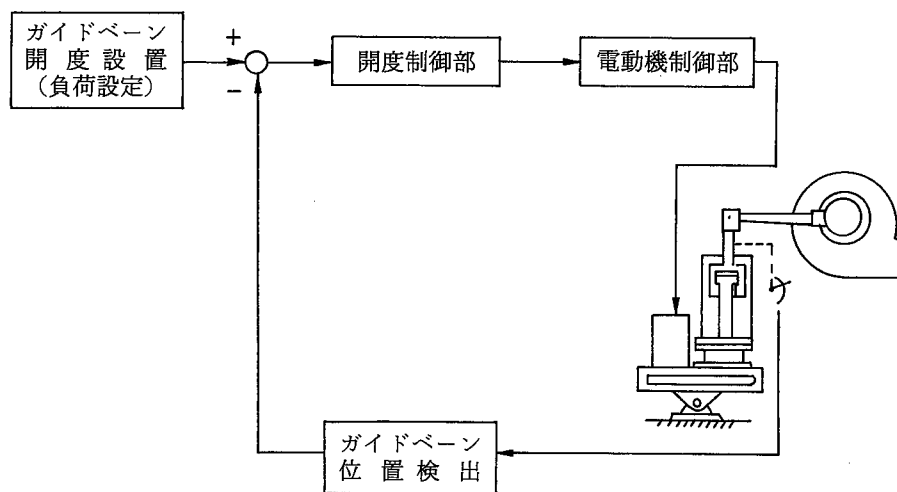 ガイドベーン
開度設置
(負荷設定)
+
−
開度制御部
電動機制御部
ガイドベーン
位置検出